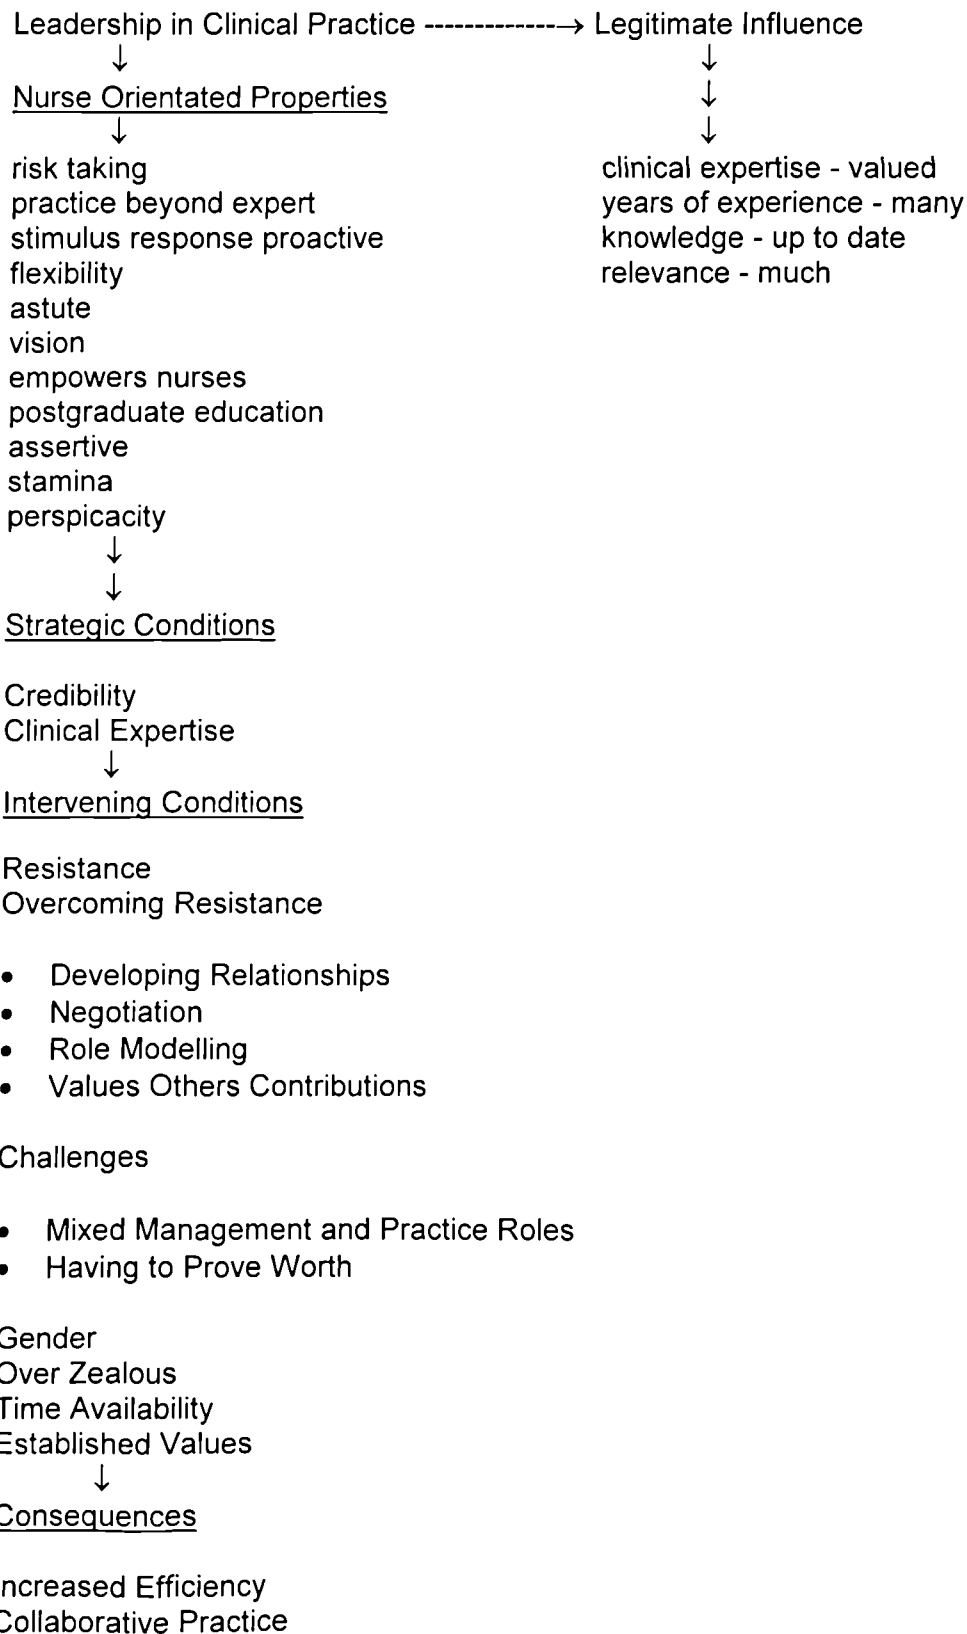 Leadership in Clinical Practice -------------→ Legitimate Influence
↓ ↓
Nurse Orientated Properties ↓
↓ ↓
risk taking clinical expertise - valued
practice beyond expert years of experience - many
stimulus response proactive knowledge - up to date
flexibility relevance - much
astute
vision
empowers nurses
postgraduate education
assertive
stamina
perspicacity
↓
↓
Strategic Conditions
Credibility
Clinical Expertise
↓
Intervening Conditions
Resistance
Overcoming Resistance
• Developing Relationships
• Negotiation
• Role Modelling
• Values Others Contributions
Challenges
• Mixed Management and Practice Roles
• Having to Prove Worth
Gender
Over Zealous
Time Availability
Established Values
↓
Consequences
Increased Efficiency
Collaborative Practice